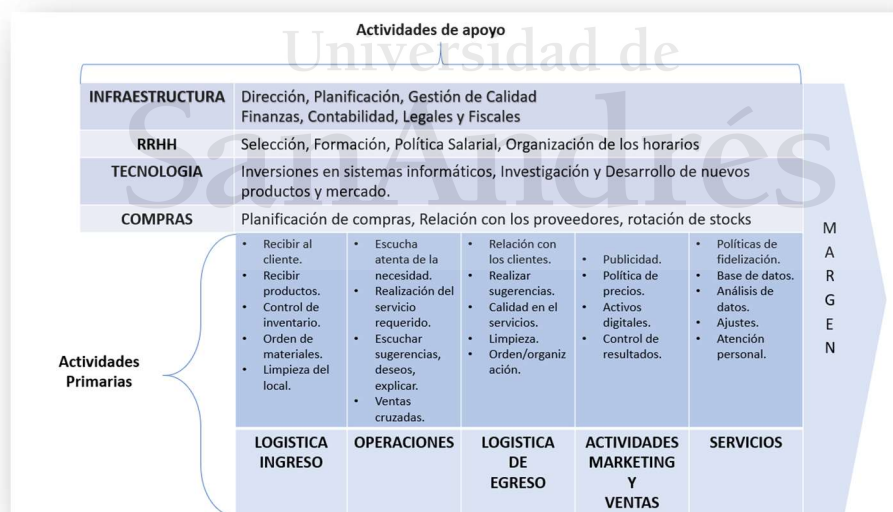 Actividades de apoyo
Universidad de
SanAndrés
INFRAESTRUCTURA
Dirección, Planificación, Gestión de Calidad
Finanzas, Contabilidad, Legales y Fiscales
RRHH
Selección, Formación, Política Salarial, Organización de los horarios
TECNOLOGIA
Inversiones en sistemas informáticos, Investigación y Desarrollo de nuevos
productos y mercado.
COMPRAS
Planificación de compras, Relación con los proveedores, rotación de stocks
Actividades
Primarias
• Recibir al
cliente.
• Recibir
productos.
• Control de
inventario.
• Orden de
materiales.
• Limpieza del
local.
• Escucha
atenta de la
necesidad.
• Realización del
servicio
requerido.
• Escuchar
sugerencias,
deseos,
explicar.
• Ventas
cruzadas.
• Relación con
los clientes.
• Realizar
sugerencias.
• Calidad en el
servicios.
• Limpieza.
• Orden/organiz
ación.
• Publicidad.
• Política de
precios.
• Activos
digitales.
• Control de
resultados.
• Políticas de
fidelización.
• Base de datos.
• Análisis de
datos.
• Ajustes.
• Atención
personal.
LOGISTICA
INGRESO
OPERACIONES
LOGISTICA
DE
EGRESO
ACTIVIDADES
MARKETING
Y
VENTAS
SERVICIOS
M
A
R
G
E
N